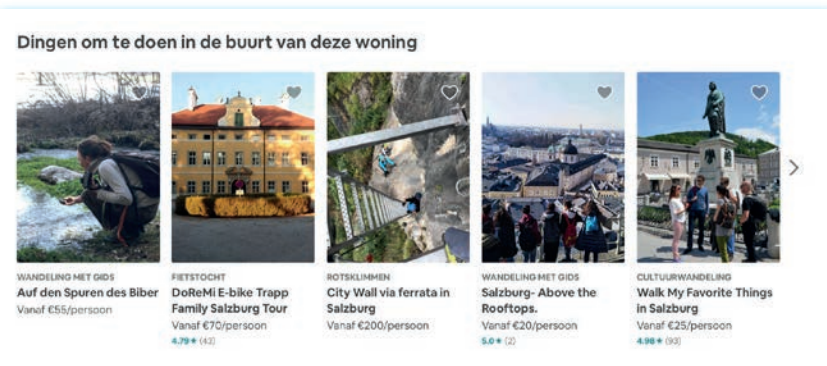 Dingen om te doen in de buurt van deze woning
WANDELING MET GIDS
Auf den Spuren des Biber
Vanaf €55/persoon
FIETSTOCHT
DoReMi E-bike Trapp
Family Salzburg Tour
Vanaf €70/persoon
4.79★ (43)
ROTSKLIMMEN
City Wall via ferrata in
Salzburg
Vanaf €200/persoon
WANDELING MET GIDS
Salzburg- Above the
Rooftops.
Vanaf €20/persoon
5.0★ (2)
CULTUURWANDELING
Walk My Favorite Things
in Salzburg
Vanaf €25/persoon
4.98★ (93)